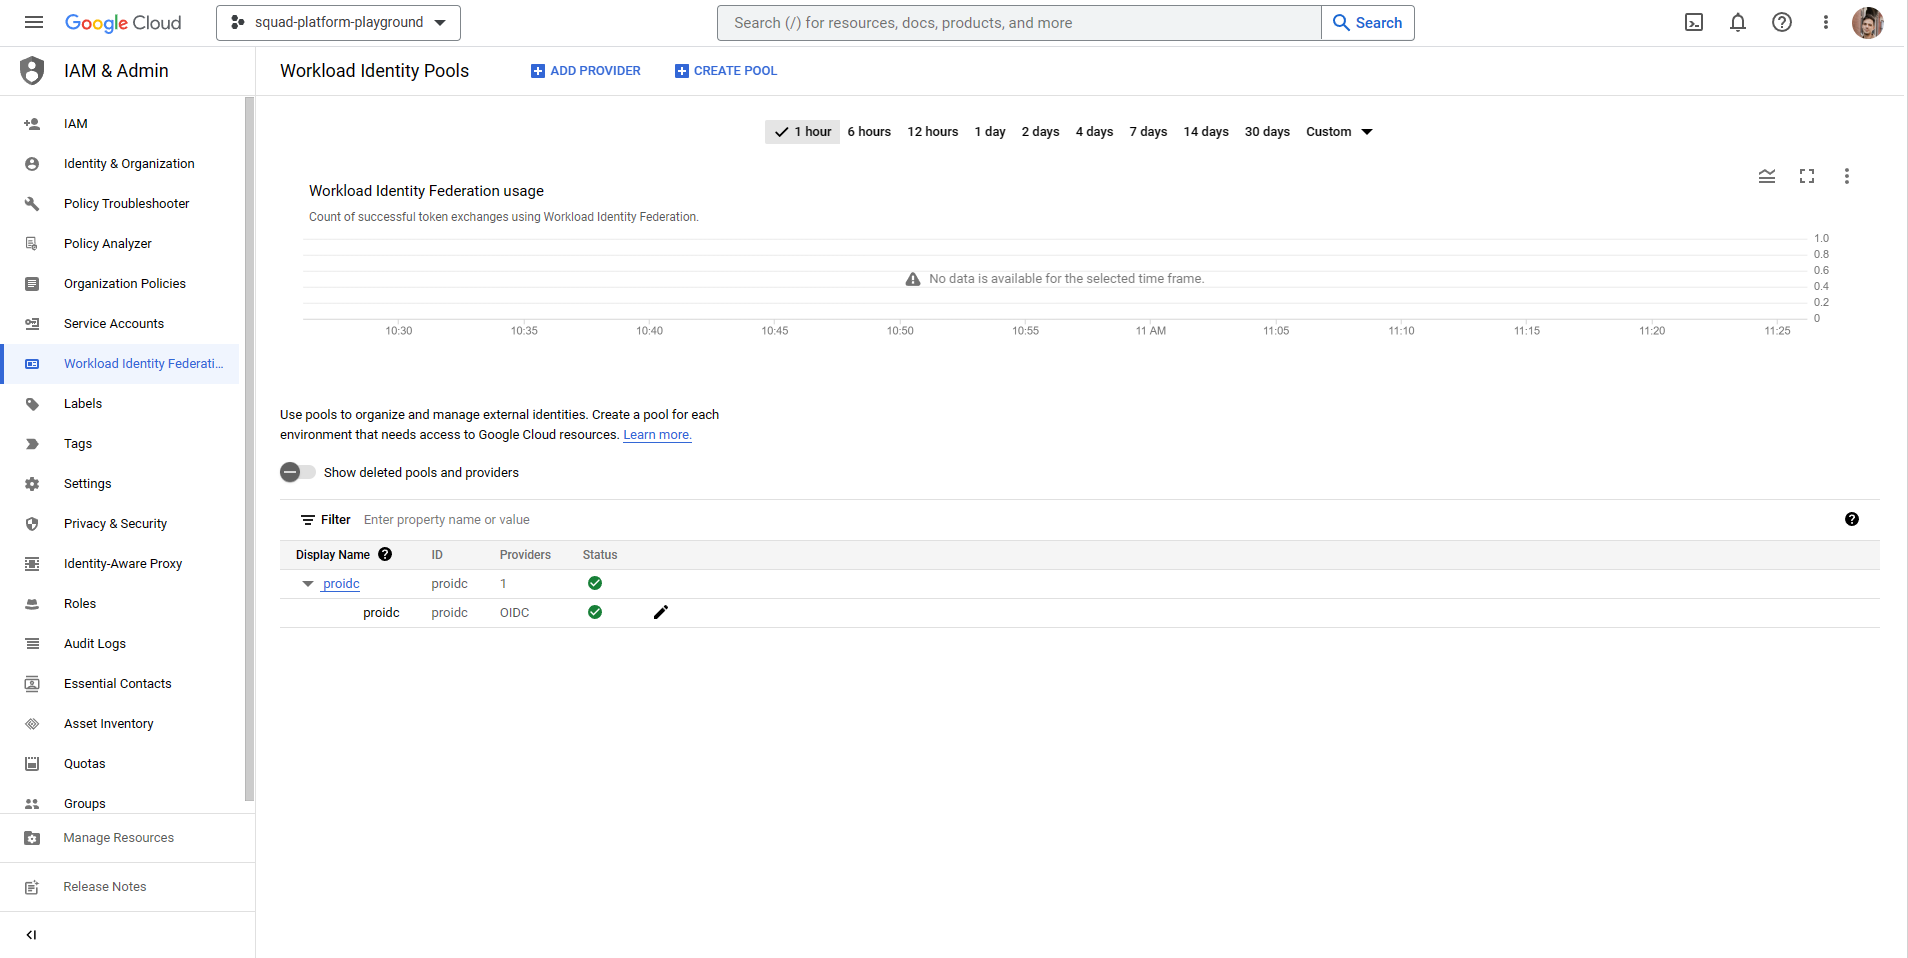 Google Cloud
squad-platform-playground
Search (/) for resources, docs, products, and more
Search
IAM & Admin
IAM
Identity & Organization
Policy Troubleshooter
Policy Analyzer
Organization Policies
Service Accounts
Workload Identity Federati...
Labels
Tags
Settings
Privacy & Security
Identity-Aware Proxy
Roles
Audit Logs
Essential Contacts
Asset Inventory
Quotas
Groups
Manage Resources
Release Notes
Workload Identity Pools
ADD PROVIDER
CREATE POOL
1 hour 6 hours 12 hours 1 day 2 days 4 days 7 days 14 days 30 days Custom
Workload Identity Federation usage
Count of successful token exchanges using Workload Identity Federation.
1.0
0.8
0.6
0.4
0.2
0
No data is available for the selected time frame.
10:30 10:35 10:40 10:45 10:50 10:55 11 AM 11:05 11:10 11:15 11:20 11:25
Use pools to organize and manage external identities. Create a pool for each
environment that needs access to Google Cloud resources. Learn more.
Show deleted pools and providers
Filter Enter property name or value
Display Name ID Providers Status
proidc proidc 1
proidc proidc OIDC